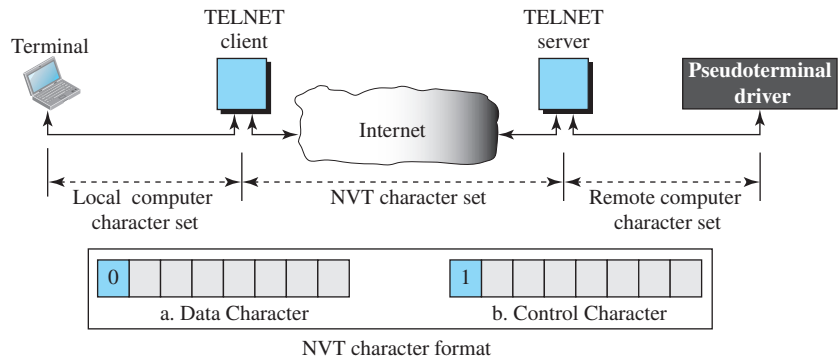 TELNET
client
TELNET
server
Terminal
Pseudoterminal
driver
Internet
Local computer
character set
NVT character set
Remote computer
character set
0
1
a. Data Character
b. Control Character
NVT character format